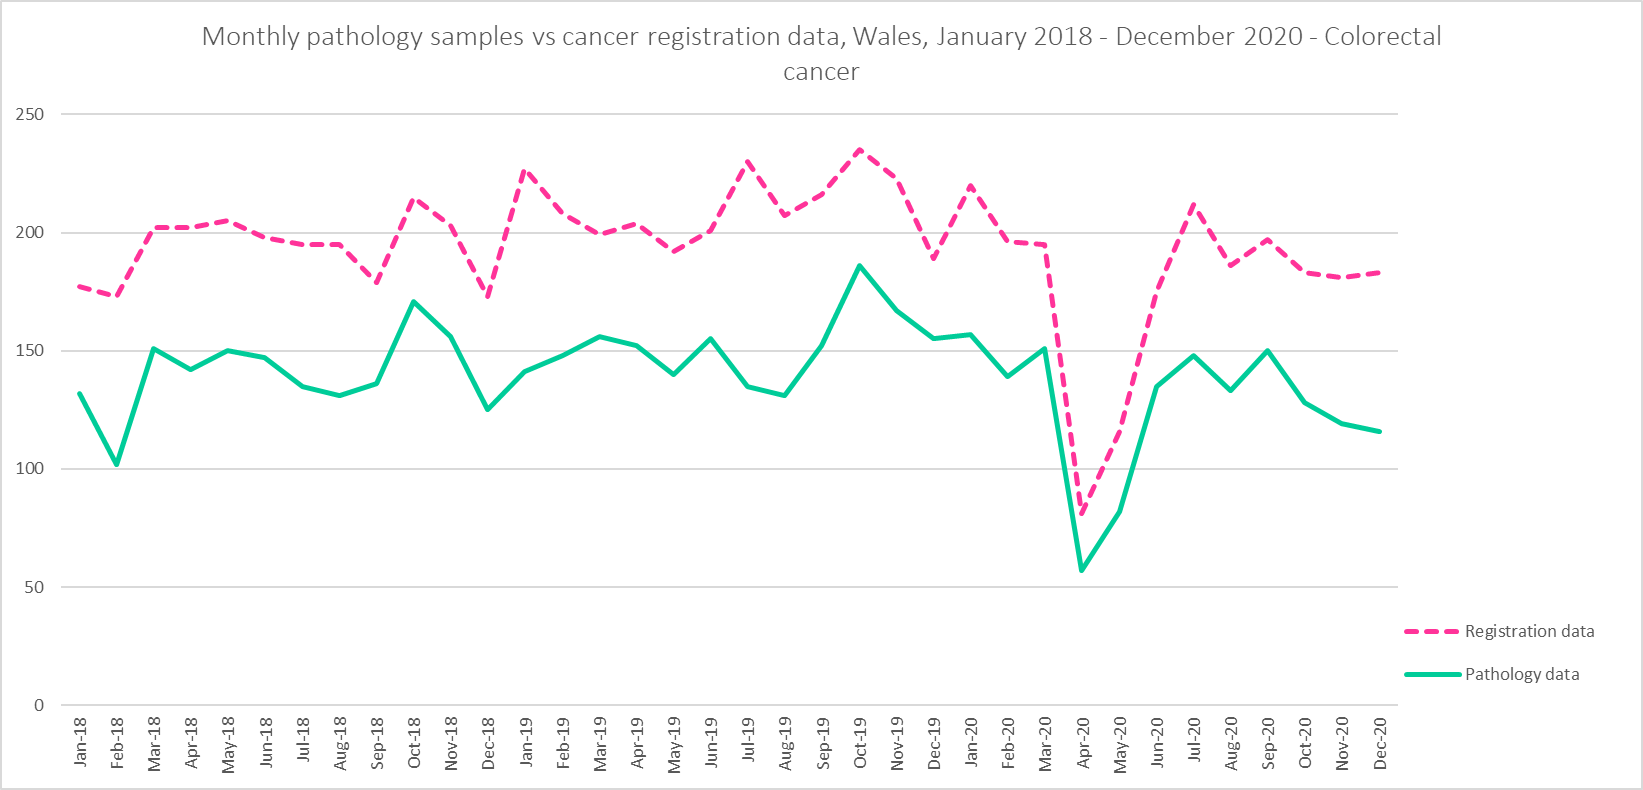 Monthly pathology samples vs cancer registration data, Wales, January 2018 - December 2020 - Colorectal
cancer
250
200
150
100
50
0
Jan-18
Feb-18
Mar-18
Apr-18
May-18
Jun-18
Jul-18
Aug-18
Sep-18
Oct-18
Nov-18
Dec-18
Jan-19
Feb-19
Mar-19
Apr-19
May-19
Jun-19
Jul-19
Aug-19
Sep-19
Oct-19
Nov-19
Dec-19
Jan-20
Feb-20
Mar-20
Apr-20
May-20
Jun-20
Jul-20
Aug-20
Sep-20
Oct-20
Nov-20
Dec-20
Registration data
Pathology data